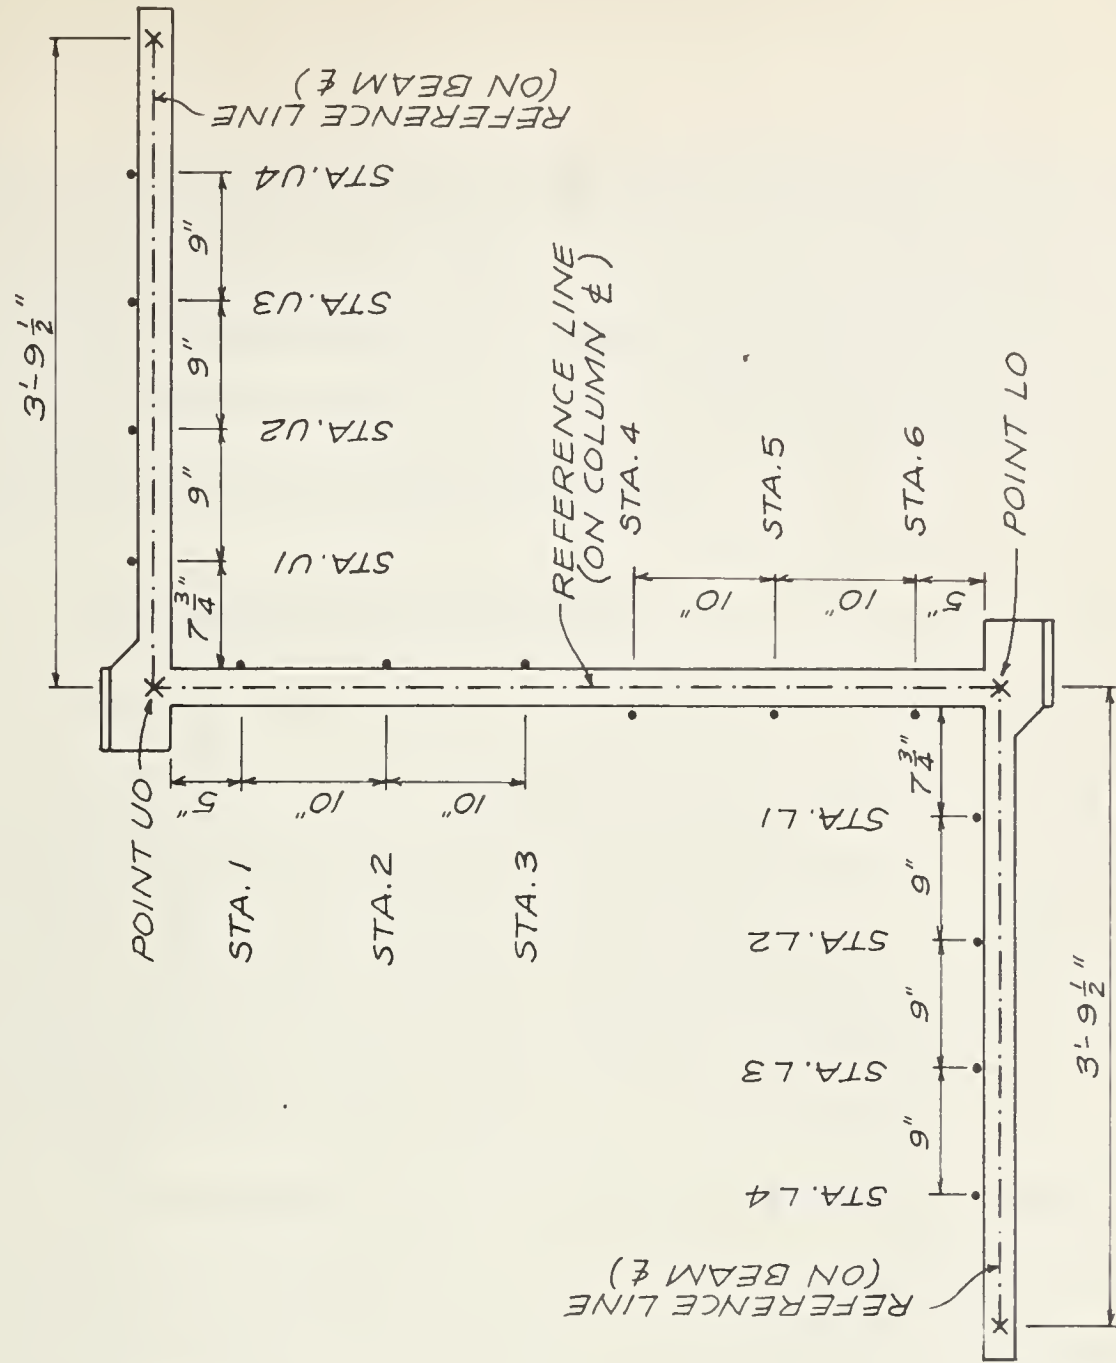 3'-9 1/2"
REFERENCE LINE
(ON BEAM ℄)
9"
9"
9"
7 3/4"
STA. U4
STA. U3
STA. U2
STA. U1
POINT U0
5"
10"
10"
STA. 1
STA. 2
STA. 3
REFERENCE LINE
(ON COLUMN ℄)
STA. 4
STA. 5
STA. 6
10"
10"
5"
POINT L0
7 3/4"
9"
9"
9"
STA. L1
STA. L2
STA. L3
STA. L4
REFERENCE LINE
(ON BEAM ℄)
3'-9 1/2"